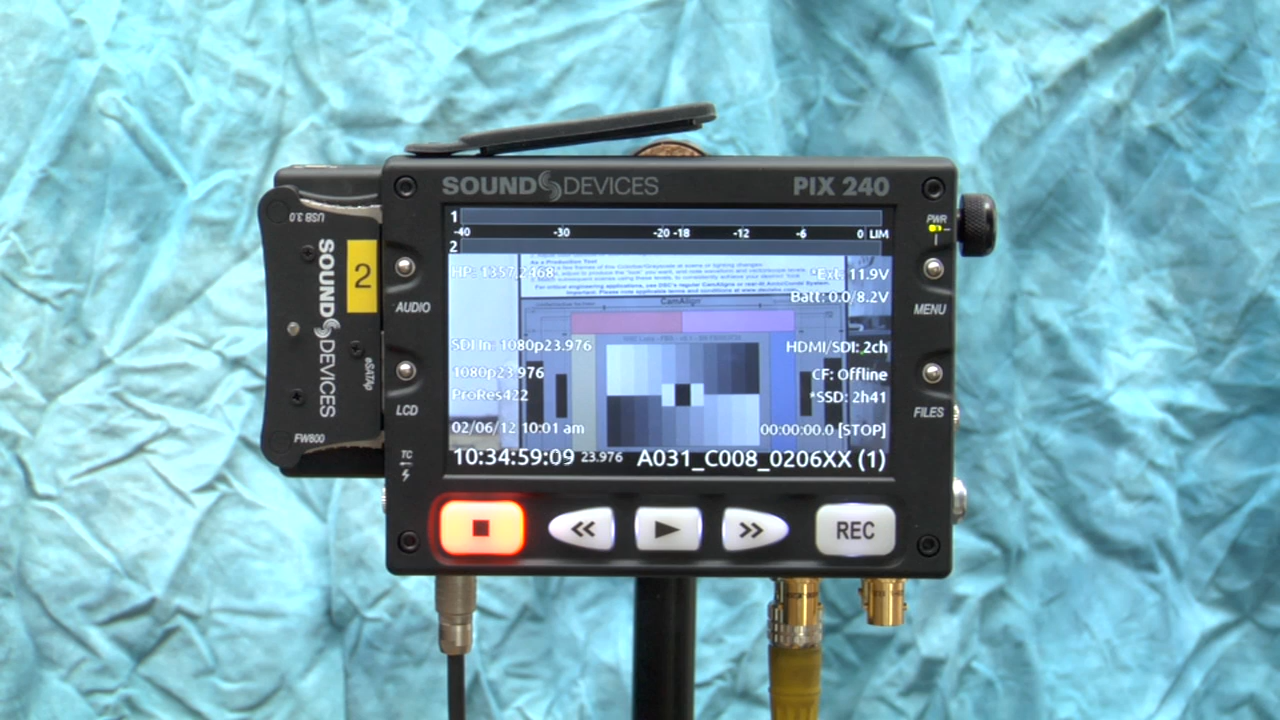 SOUND DEVICES PIX 240
USB 3.0
SOUND DEVICES
2
eSATAp
FW800
AUDIO
LCD
TC
PWR
MENU
FILES
1
-40 -30 -20 -18 -12 -6 0 LIM
2
As a Production Tool
HP: 1357,2468
*Ext: 11.9V
Batt: 0.0/8.2V
CamAlign
SDI In: 1080p23.976
HDMI/SDI: 2ch
1080p23.976
CF: Offline
ProRes422
*SSD: 2h41
02/06/12 10:01 am
00:00:00.0 [STOP]
10:34:59:09 23.976 A031_C008_0206XX (1)
REC